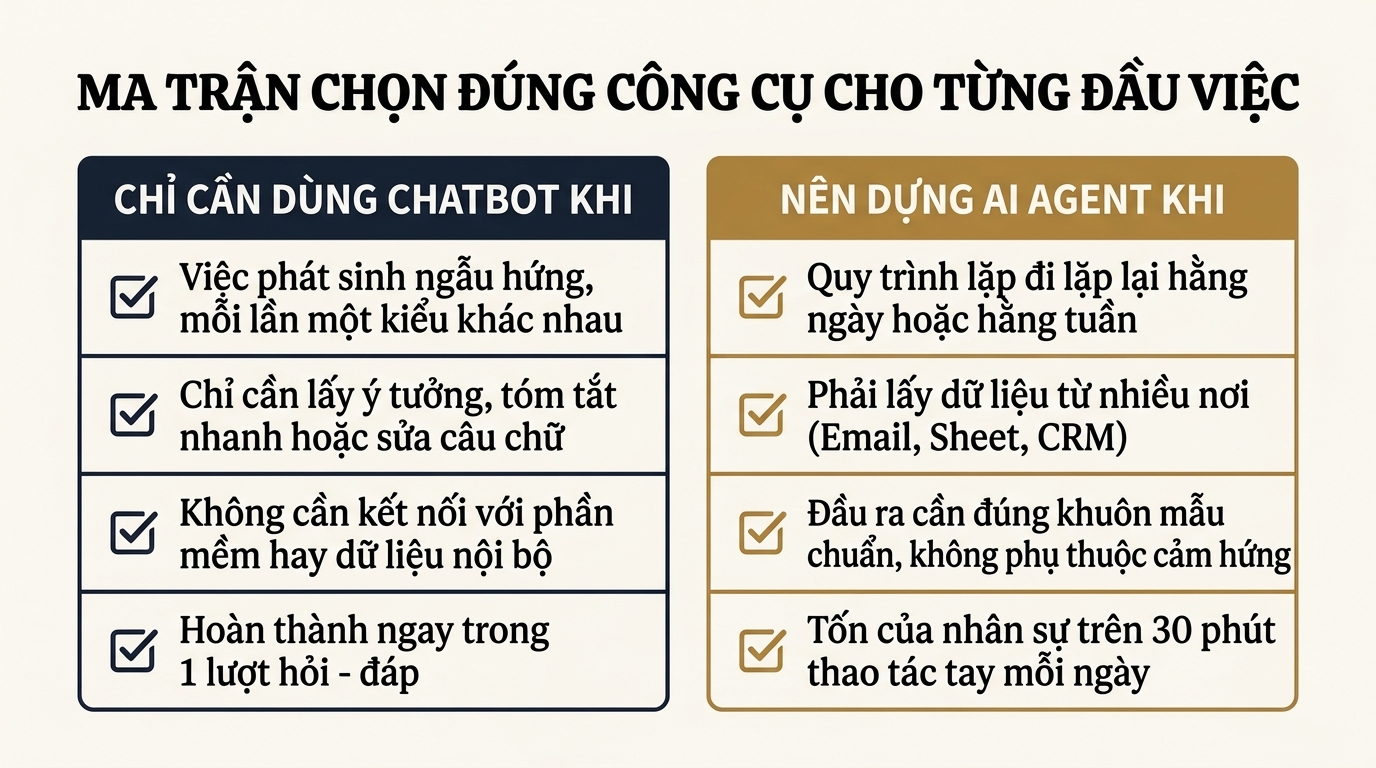 MA TRẬN CHỌN ĐÚNG CÔNG CỤ CHO TỪNG ĐẦU VIỆC
CHỈ CẦN DÙNG CHATBOT KHI
Việc phát sinh ngẫu hứng,
mỗi lần một kiểu khác nhau
Chỉ cần lấy ý tưởng, tóm tắt
nhanh hoặc sửa câu chữ
Không cần kết nối với phần
mềm hay dữ liệu nội bộ
Hoàn thành ngay trong
1 lượt hỏi - đáp
NÊN DỰNG AI AGENT KHI
Quy trình lặp đi lặp lại hằng
ngày hoặc hằng tuần
Phải lấy dữ liệu từ nhiều nơi
(Email, Sheet, CRM)
Đầu ra cần đúng khuôn mẫu
chuẩn, không phụ thuộc cảm hứng
Tốn của nhân sự trên 30 phút
thao tác tay mỗi ngày